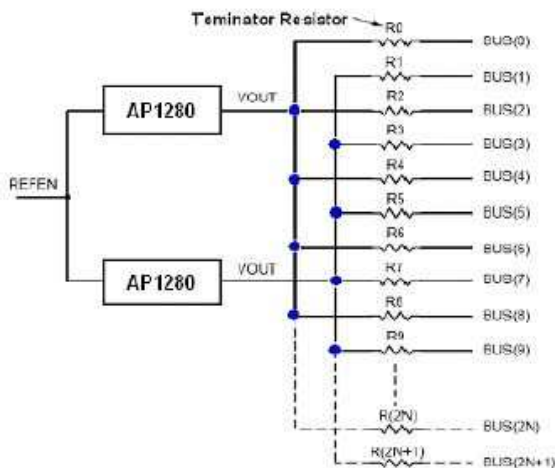 Teminator Resistor
R0 BUS(0)
R1 BUS(1)
AP1280 VOUT R2 BUS(2)
R3 BUS(3)
R4 BUS(4)
REFEN
R5 BUS(5)
R6 BUS(6)
AP1280 VOUT R7 BUS(7)
R8 BUS(8)
R9 BUS(9)
R(2N) BUS(2N)
R(2N+1) BUS(2N+1)